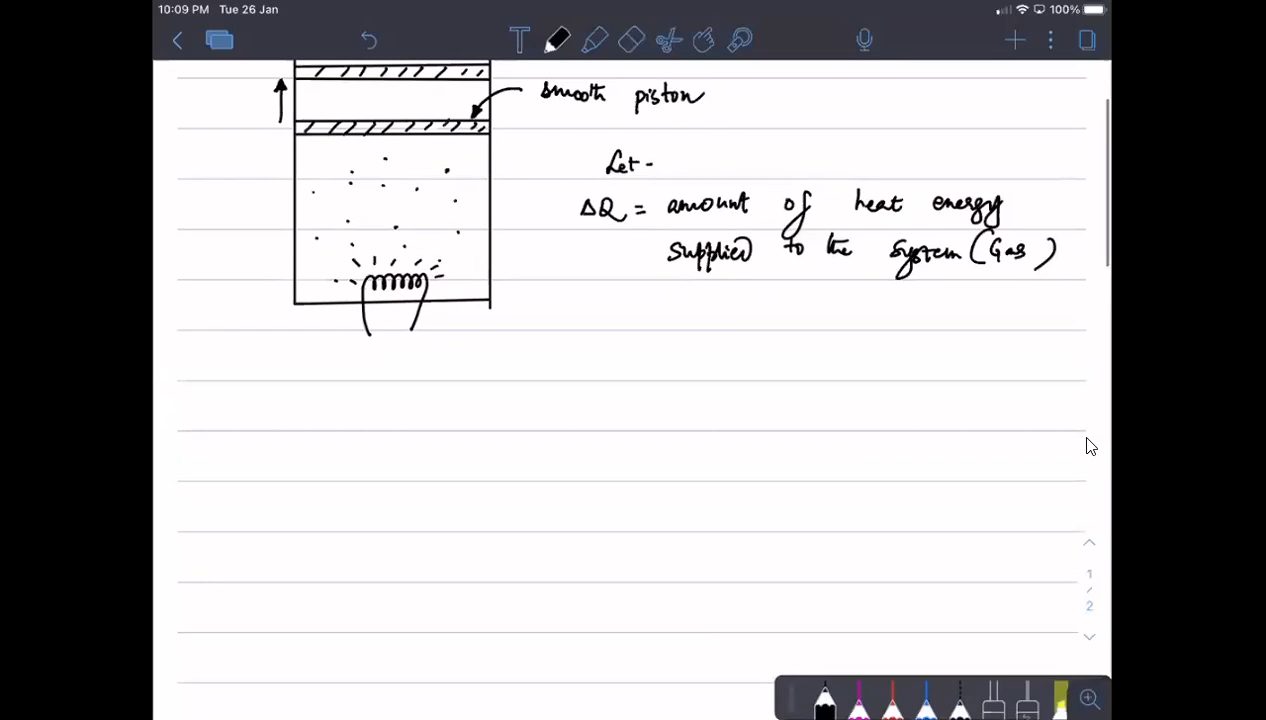 10:09 PM Tue 26 Jan
100%
T
smooth piston
Let -
ΔQ = amount of heat energy
supplied to the system (Gas)
1
/
2